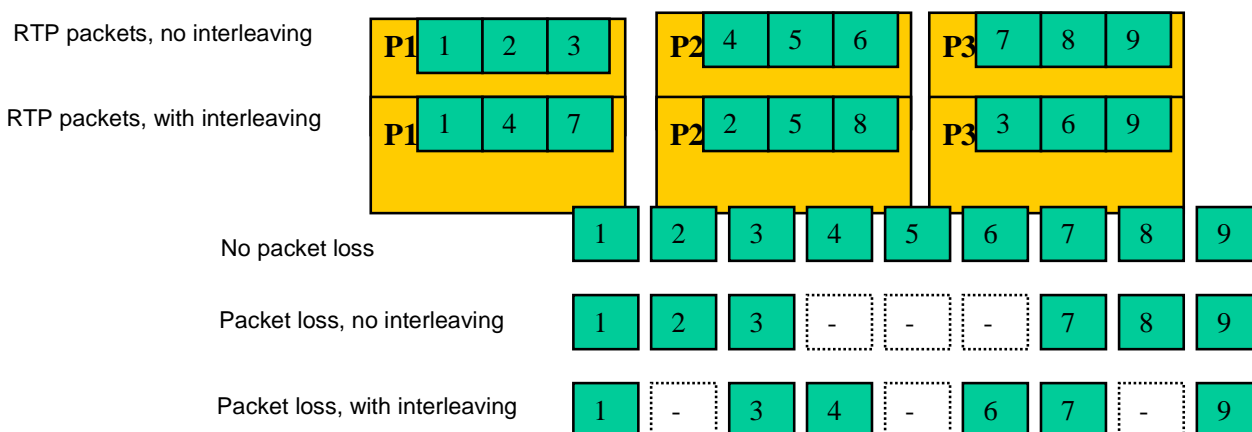 RTP packets, no interleaving P1 1 2 3 P2 4 5 6 P3 7 8 9
RTP packets, with interleaving P1 1 4 7 P2 2 5 8 P3 3 6 9
No packet loss 1 2 3 4 5 6 7 8 9
Packet loss, no interleaving 1 2 3 - - - 7 8 9
Packet loss, with interleaving 1 - 3 4 - 6 7 - 9